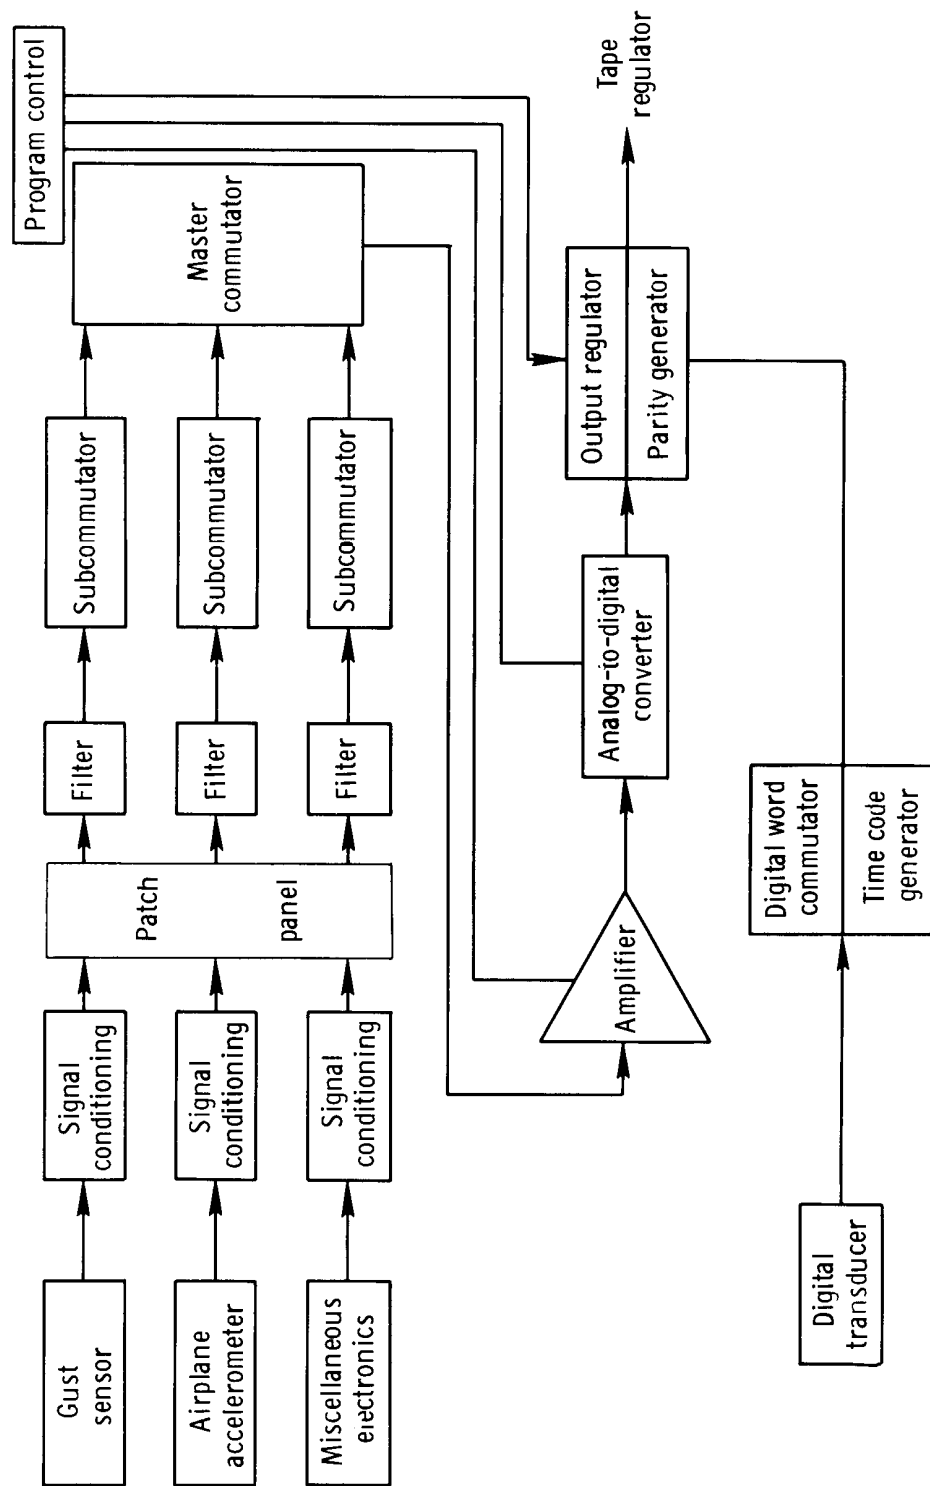 Gust
sensor
Signal
conditioning
Filter
Subcommutator
Airplane
accelerometer
Signal
conditioning
Filter
Subcommutator
Miscellaneous
electronics
Signal
conditioning
Filter
Subcommutator
Patch
panel
Master
commutator
Program control
Amplifier
Analog-to-digital
converter
Output regulator
Parity generator
Tape
regulator
Digital
transducer
Digital word
commutator
Time code
generator